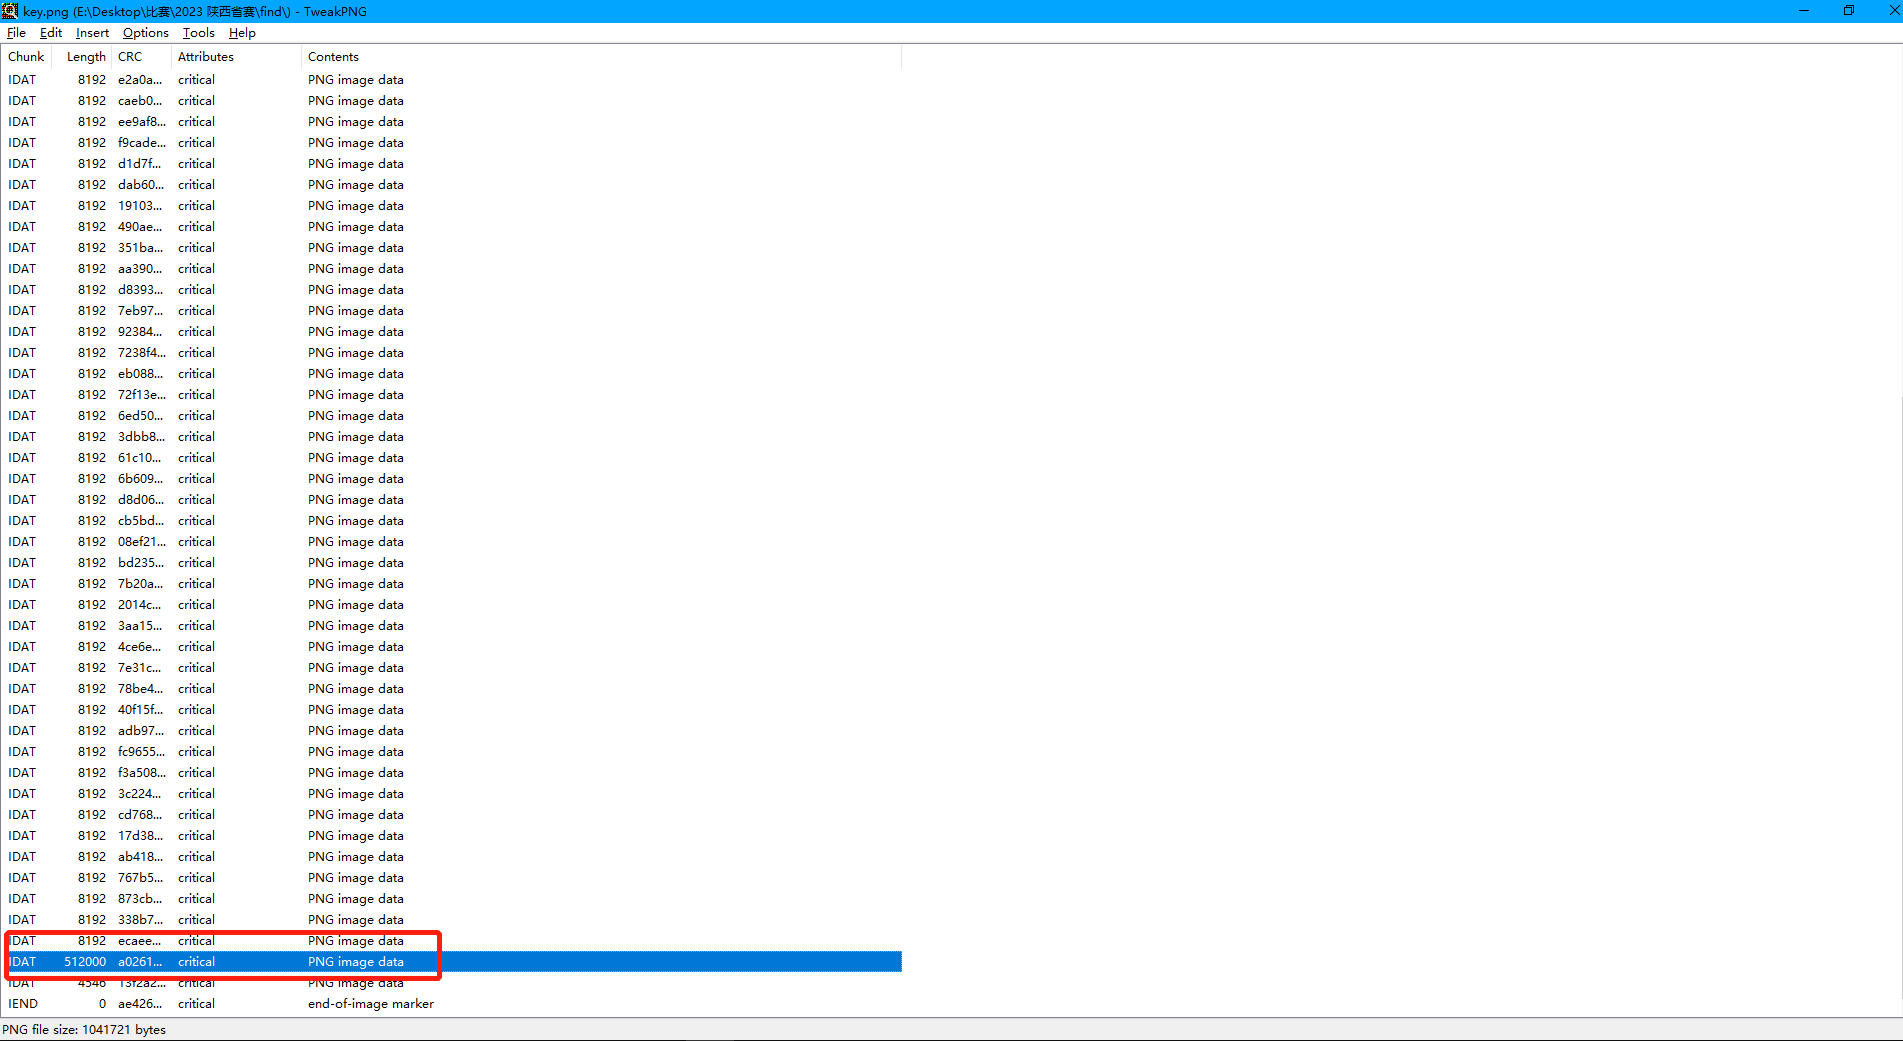 key.png (E:\Desktop\比赛\2023 陕西省赛\find\) - TweakPNG
File Edit Insert Options Tools Help
Chunk Length CRC Attributes Contents
IDAT 8192 e2a0a... critical PNG image data
IDAT 8192 caeb0... critical PNG image data
IDAT 8192 ee9af8... critical PNG image data
IDAT 8192 f9cade... critical PNG image data
IDAT 8192 d1d7f... critical PNG image data
IDAT 8192 dab60... critical PNG image data
IDAT 8192 19103... critical PNG image data
IDAT 8192 490ae... critical PNG image data
IDAT 8192 351ba... critical PNG image data
IDAT 8192 aa390... critical PNG image data
IDAT 8192 d8393... critical PNG image data
IDAT 8192 7eb97... critical PNG image data
IDAT 8192 92384... critical PNG image data
IDAT 8192 7238f4... critical PNG image data
IDAT 8192 eb088... critical PNG image data
IDAT 8192 72f13e... critical PNG image data
IDAT 8192 6ed50... critical PNG image data
IDAT 8192 3dbb8... critical PNG image data
IDAT 8192 61c10... critical PNG image data
IDAT 8192 6b609... critical PNG image data
IDAT 8192 d8d06... critical PNG image data
IDAT 8192 cb5bd... critical PNG image data
IDAT 8192 08ef21... critical PNG image data
IDAT 8192 bd235... critical PNG image data
IDAT 8192 7b20a... critical PNG image data
IDAT 8192 2014c... critical PNG image data
IDAT 8192 3aa15... critical PNG image data
IDAT 8192 4ce6e... critical PNG image data
IDAT 8192 7e31c... critical PNG image data
IDAT 8192 78be4... critical PNG image data
IDAT 8192 40f15f... critical PNG image data
IDAT 8192 adb97... critical PNG image data
IDAT 8192 fc9655... critical PNG image data
IDAT 8192 f3a508... critical PNG image data
IDAT 8192 3c224... critical PNG image data
IDAT 8192 cd768... critical PNG image data
IDAT 8192 17d38... critical PNG image data
IDAT 8192 ab418... critical PNG image data
IDAT 8192 767b5... critical PNG image data
IDAT 8192 873cb... critical PNG image data
IDAT 8192 338b7... critical PNG image data
IDAT 8192 ecaee... critical PNG image data
IDAT 512000 a0261... critical PNG image data
IDAT 4546 13f2a2... critical PNG image data
IEND 0 ae426... critical end-of-image marker
PNG file size: 1041721 bytes